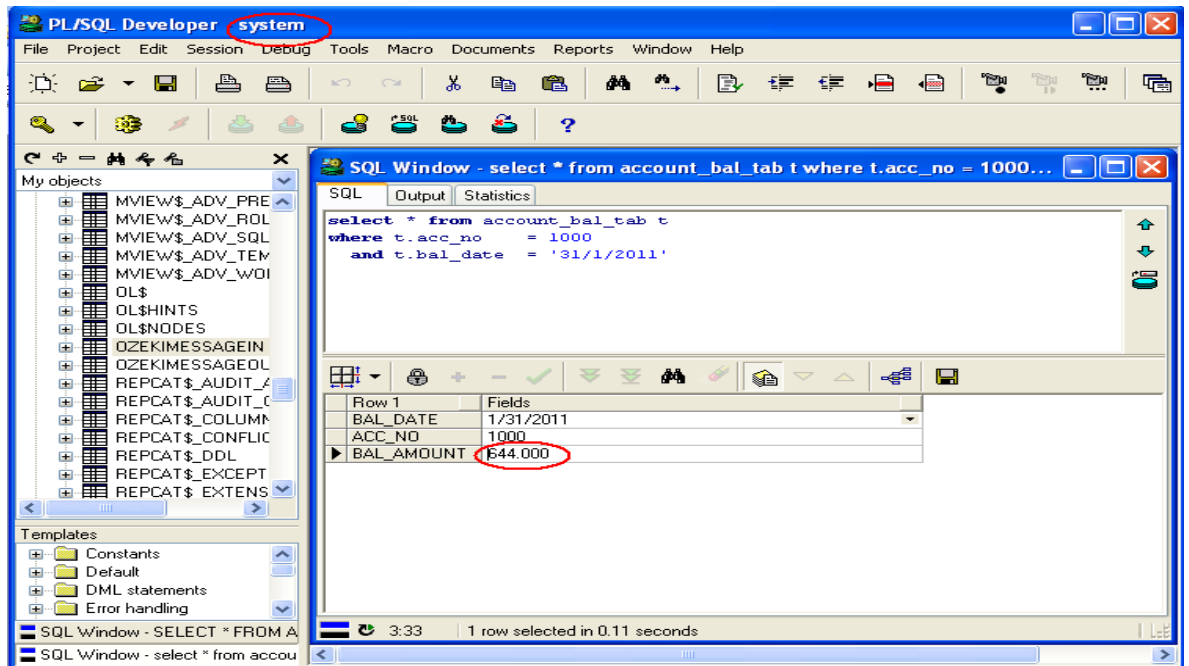 PL/SQL Developer system
File Project Edit Session Debug Tools Macro Documents Reports Window Help
My objects
MVIEW$_ADV_PRE
MVIEW$_ADV_ROL
MVIEW$_ADV_SQL
MVIEW$_ADV_TEM
MVIEW$_ADV_WOI
OL$
OL$HINTS
OL$NODES
OZEKIMESSAGEIN
OZEKIMESSAGEOU
REPCAT$_AUDIT_A
REPCAT$_AUDIT_C
REPCAT$_COLUMN
REPCAT$_CONFLIC
REPCAT$_DDL
REPCAT$_EXCEPT
REPCAT$_EXTENS
Templates
Constants
Default
DML statements
Error handling
SQL Window - SELECT * FROM A
SQL Window - select * from accou
SQL Window - select * from account_bal_tab t where t.acc_no = 1000...
SQL Output Statistics
select * from account_bal_tab t
where t.acc_no = 1000
and t.bal_date = '31/1/2011'
Row 1 Fields
BAL_DATE 1/31/2011
ACC_NO 1000
BAL_AMOUNT 644.000
3:33 1 row selected in 0.11 seconds